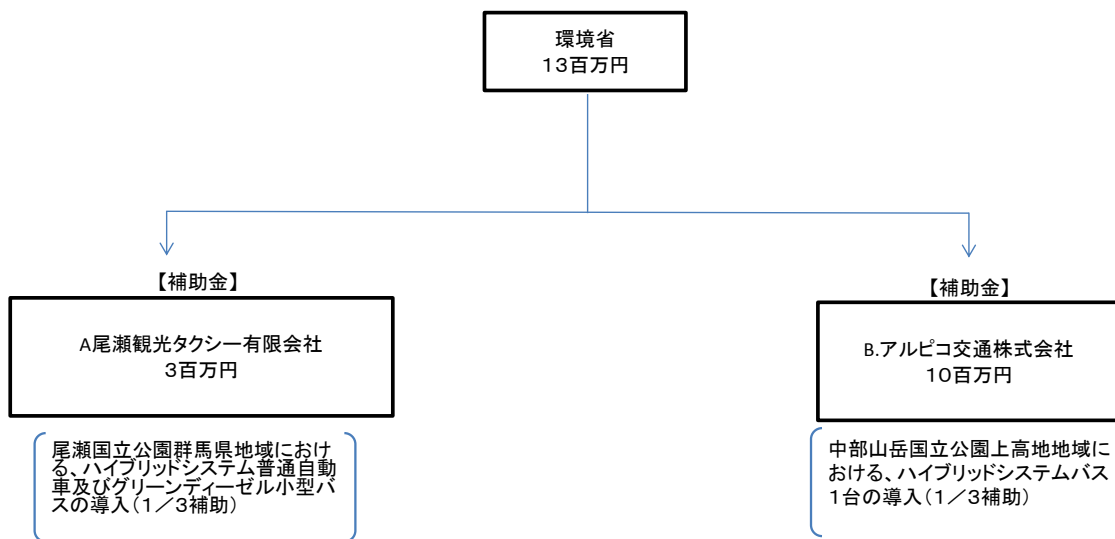 環境省
13百万円
【補助金】
A尾瀬観光タクシー有限会社
3百万円
尾瀬国立公園群馬県地域におけ
る、ハイブリッドシステム普通自動
車及びグリーンディーゼル小型バ
スの導入(1/3補助)
【補助金】
B.アルピコ交通株式会社
10百万円
中部山岳国立公園上高地地域に
おける、ハイブリッドシステムバス
1台の導入(1/3補助)